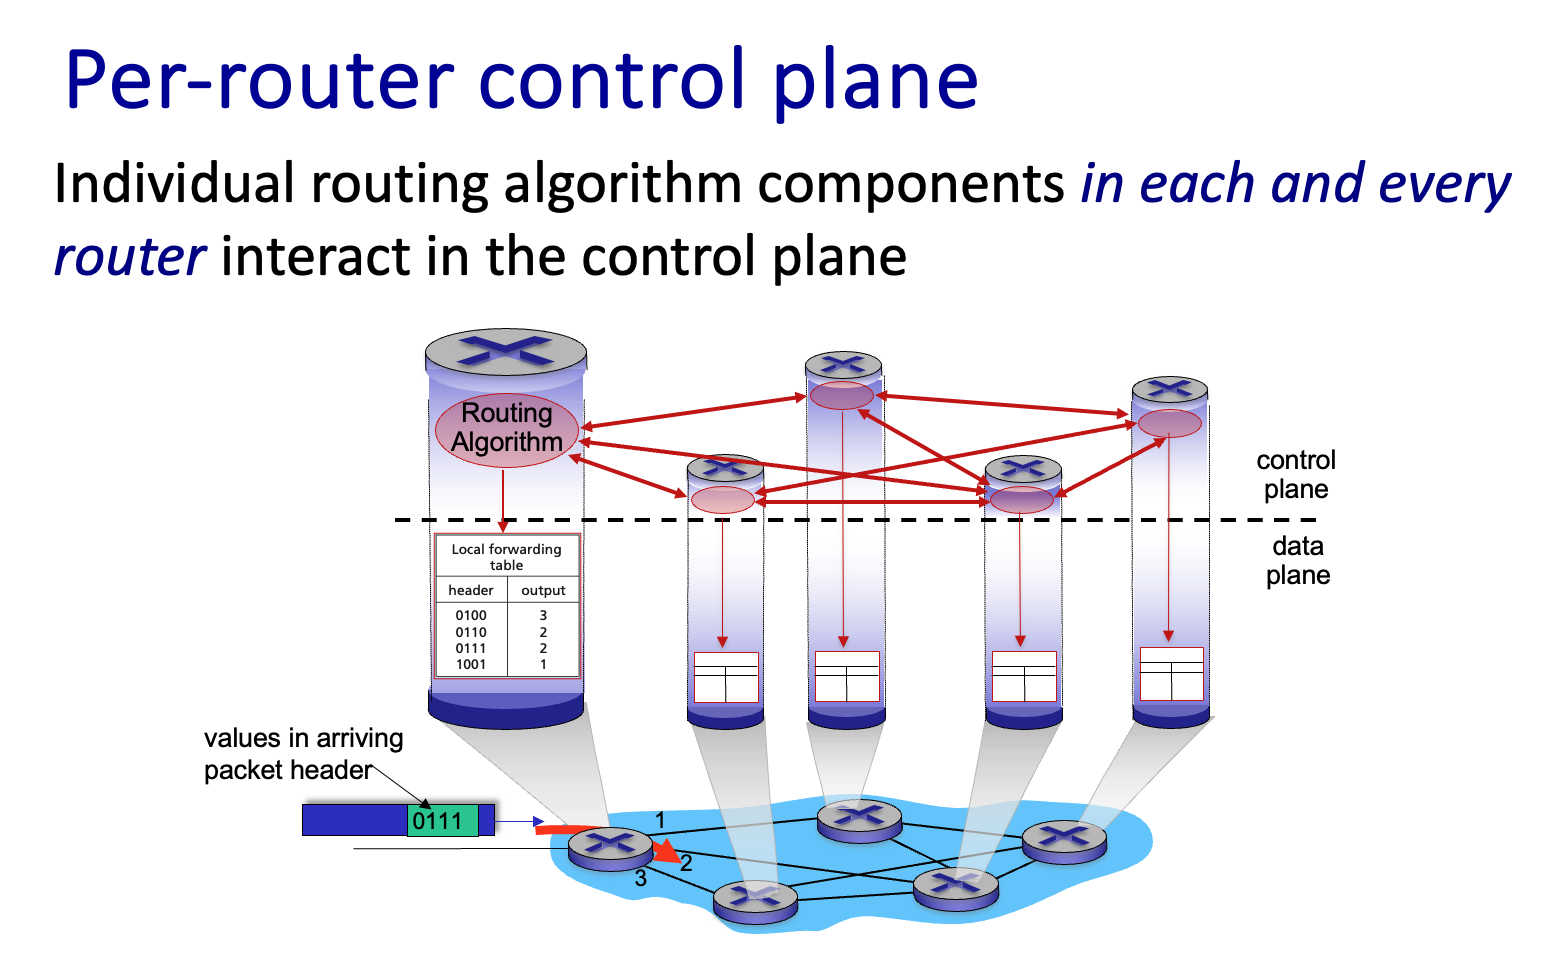 Per-router control plane
Individual routing algorithm components in each and every
router interact in the control plane
Routing
Algorithm
control
plane
data
plane
Local forwarding
table
header output
0100 3
0110 2
0111 2
1001 1
values in arriving
packet header
0111
1
2
3